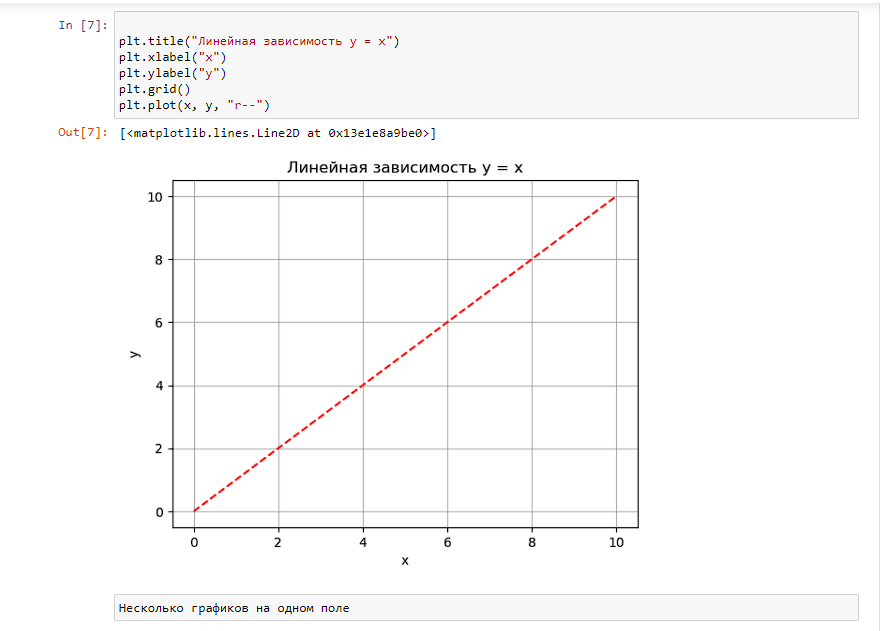 In [7]:
plt.title("Линейная зависимость y = x")
plt.xlabel("x")
plt.ylabel("y")
plt.grid()
plt.plot(x, y, "r--")
Out[7]: [<matplotlib.lines.Line2D at 0x13e1e8a9be0>]
Линейная зависимость y = x
10
8
6
4
2
0
y
0 2 4 6 8 10
x
Несколько графиков на одном поле